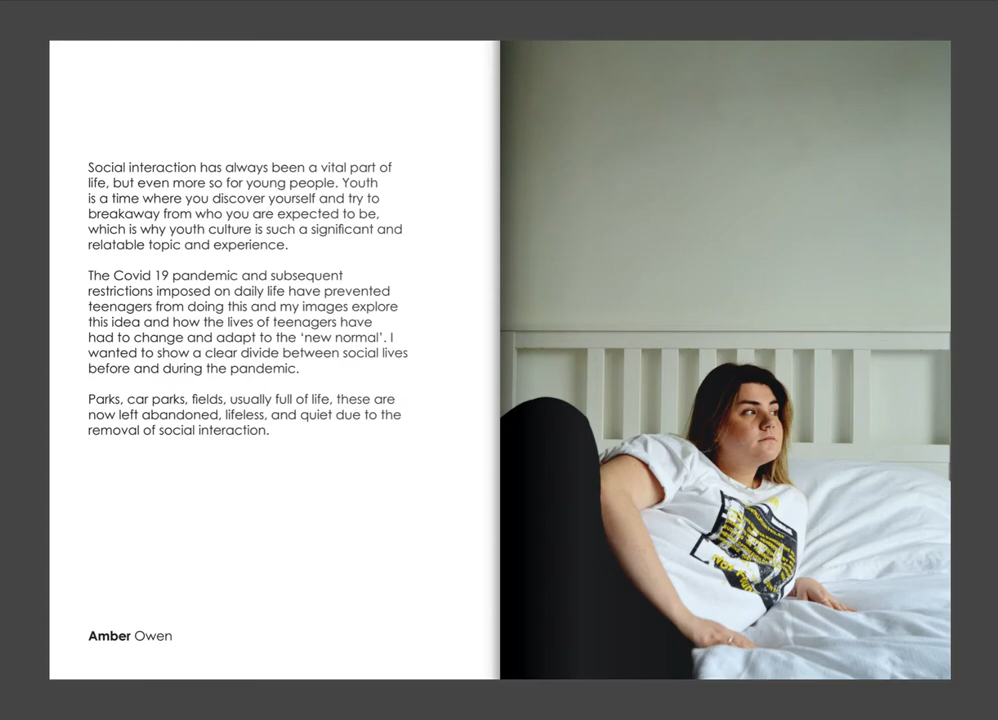 Social interaction has always been a vital part of
life, but even more so for young people. Youth
is a time where you discover yourself and try to
breakaway from who you are expected to be,
which is why youth culture is such a significant and
relatable topic and experience.
The Covid 19 pandemic and subsequent
restrictions imposed on daily life have prevented
teenagers from doing this and my images explore
this idea and how the lives of teenagers have
had to change and adapt to the ‘new normal’. I
wanted to show a clear divide between social lives
before and during the pandemic.
Parks, car parks, fields, usually full of life, these are
now left abandoned, lifeless, and quiet due to the
removal of social interaction.
Amber Owen